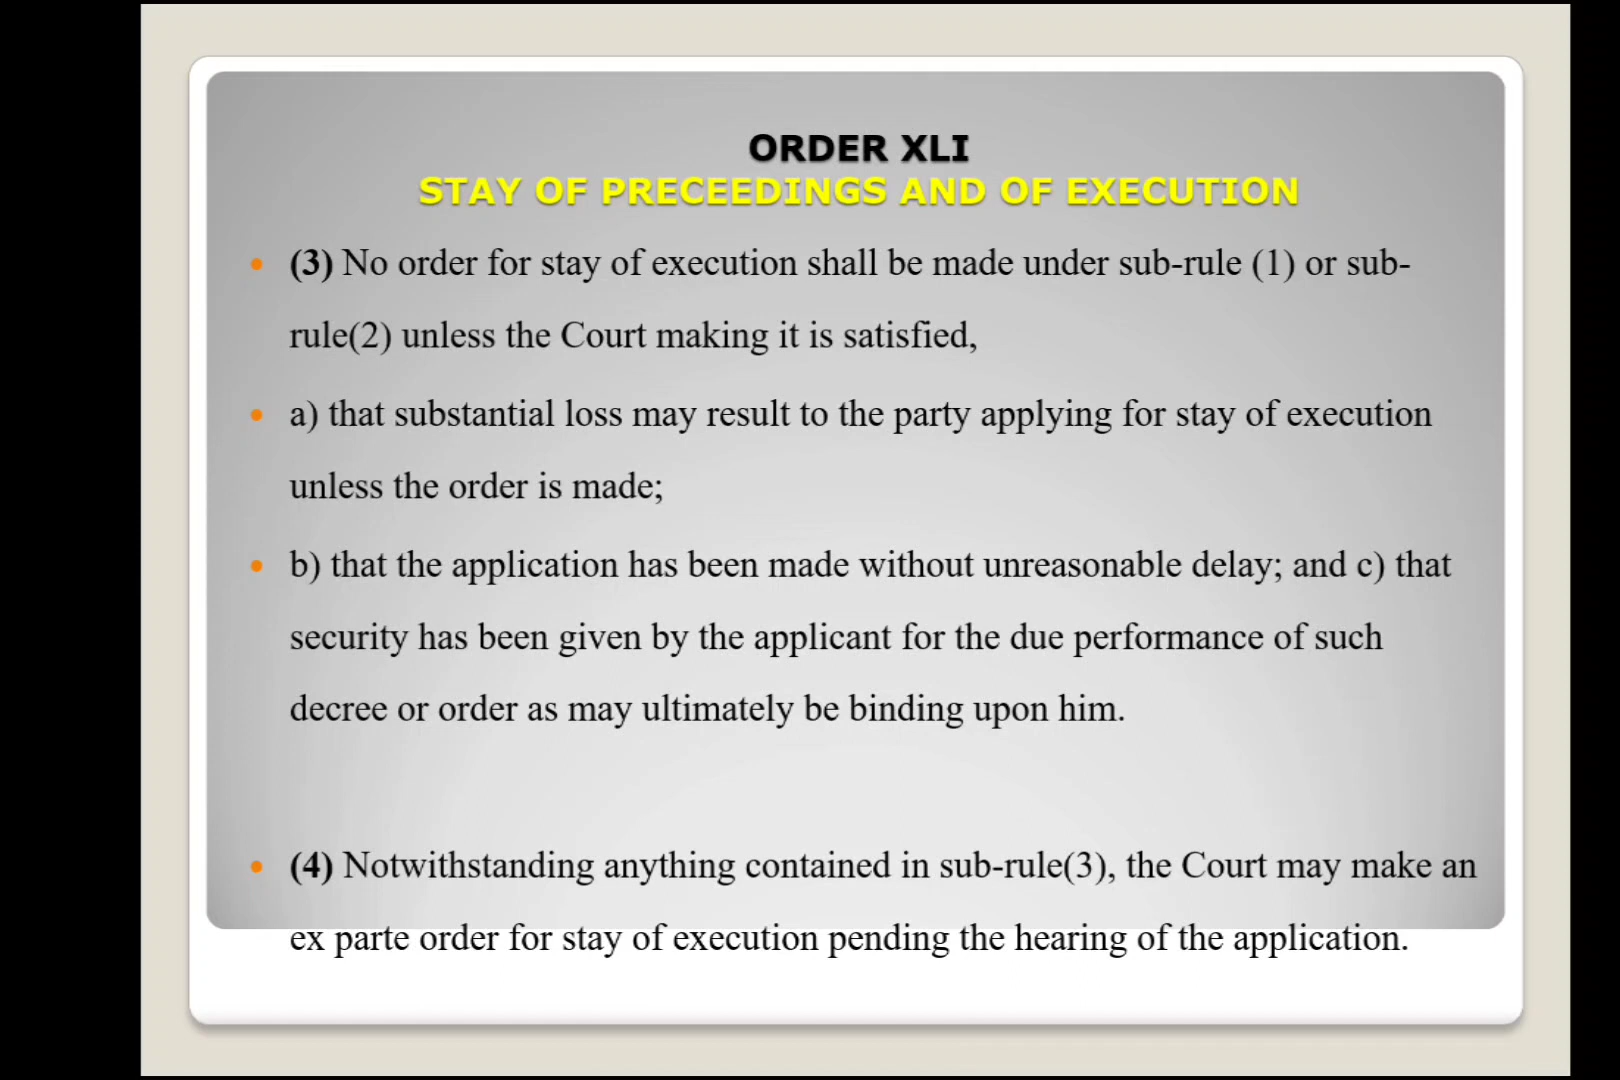 ORDER XLI
STAY OF PRECEEDINGS AND OF EXECUTION
(3) No order for stay of execution shall be made under sub-rule (1) or sub-
rule(2) unless the Court making it is satisfied,
a) that substantial loss may result to the party applying for stay of execution
unless the order is made;
b) that the application has been made without unreasonable delay; and c) that
security has been given by the applicant for the due performance of such
decree or order as may ultimately be binding upon him.
(4) Notwithstanding anything contained in sub-rule(3), the Court may make an
ex parte order for stay of execution pending the hearing of the application.